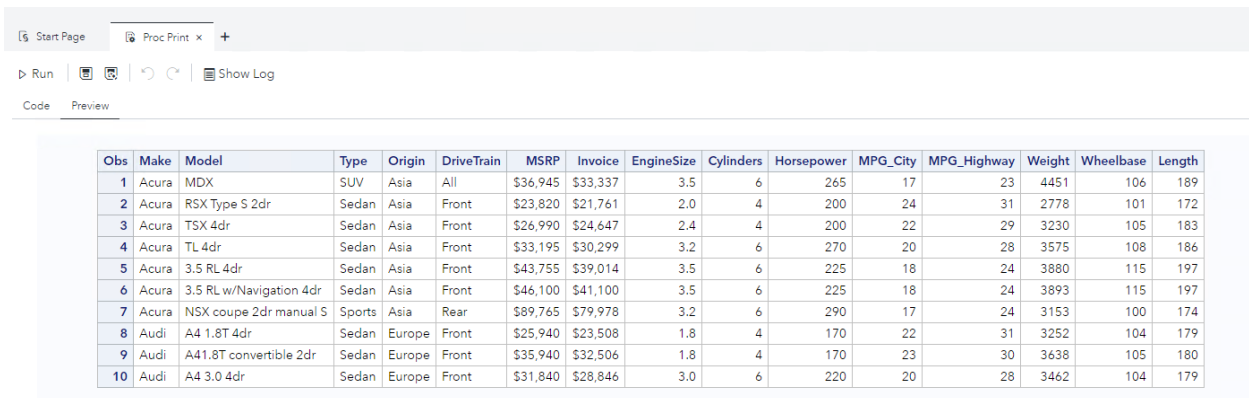 Start Page Proc Print × +
Run Show Log
Code Preview
Obs Make Model Type Origin DriveTrain MSRP Invoice EngineSize Cylinders Horsepower MPG_City MPG_Highway Weight Wheelbase Length
1 Acura MDX SUV Asia All $36,945 $33,337 3.5 6 265 17 23 4451 106 189
2 Acura RSX Type S 2dr Sedan Asia Front $23,820 $21,761 2.0 4 200 24 31 2778 101 172
3 Acura TSX 4dr Sedan Asia Front $26,990 $24,647 2.4 4 200 22 29 3230 105 183
4 Acura TL 4dr Sedan Asia Front $33,195 $30,299 3.2 6 270 20 28 3575 108 186
5 Acura 3.5 RL 4dr Sedan Asia Front $43,755 $39,014 3.5 6 225 18 24 3880 115 197
6 Acura 3.5 RL w/Navigation 4dr Sedan Asia Front $46,100 $41,100 3.5 6 225 18 24 3893 115 197
7 Acura NSX coupe 2dr manual S Sports Asia Rear $89,765 $79,978 3.2 6 290 17 24 3153 100 174
8 Audi A4 1.8T 4dr Sedan Europe Front $25,940 $23,508 1.8 4 170 22 31 3252 104 179
9 Audi A41.8T convertible 2dr Sedan Europe Front $35,940 $32,506 1.8 4 170 23 30 3638 105 180
10 Audi A4 3.0 4dr Sedan Europe Front $31,840 $28,846 3.0 6 220 20 28 3462 104 179